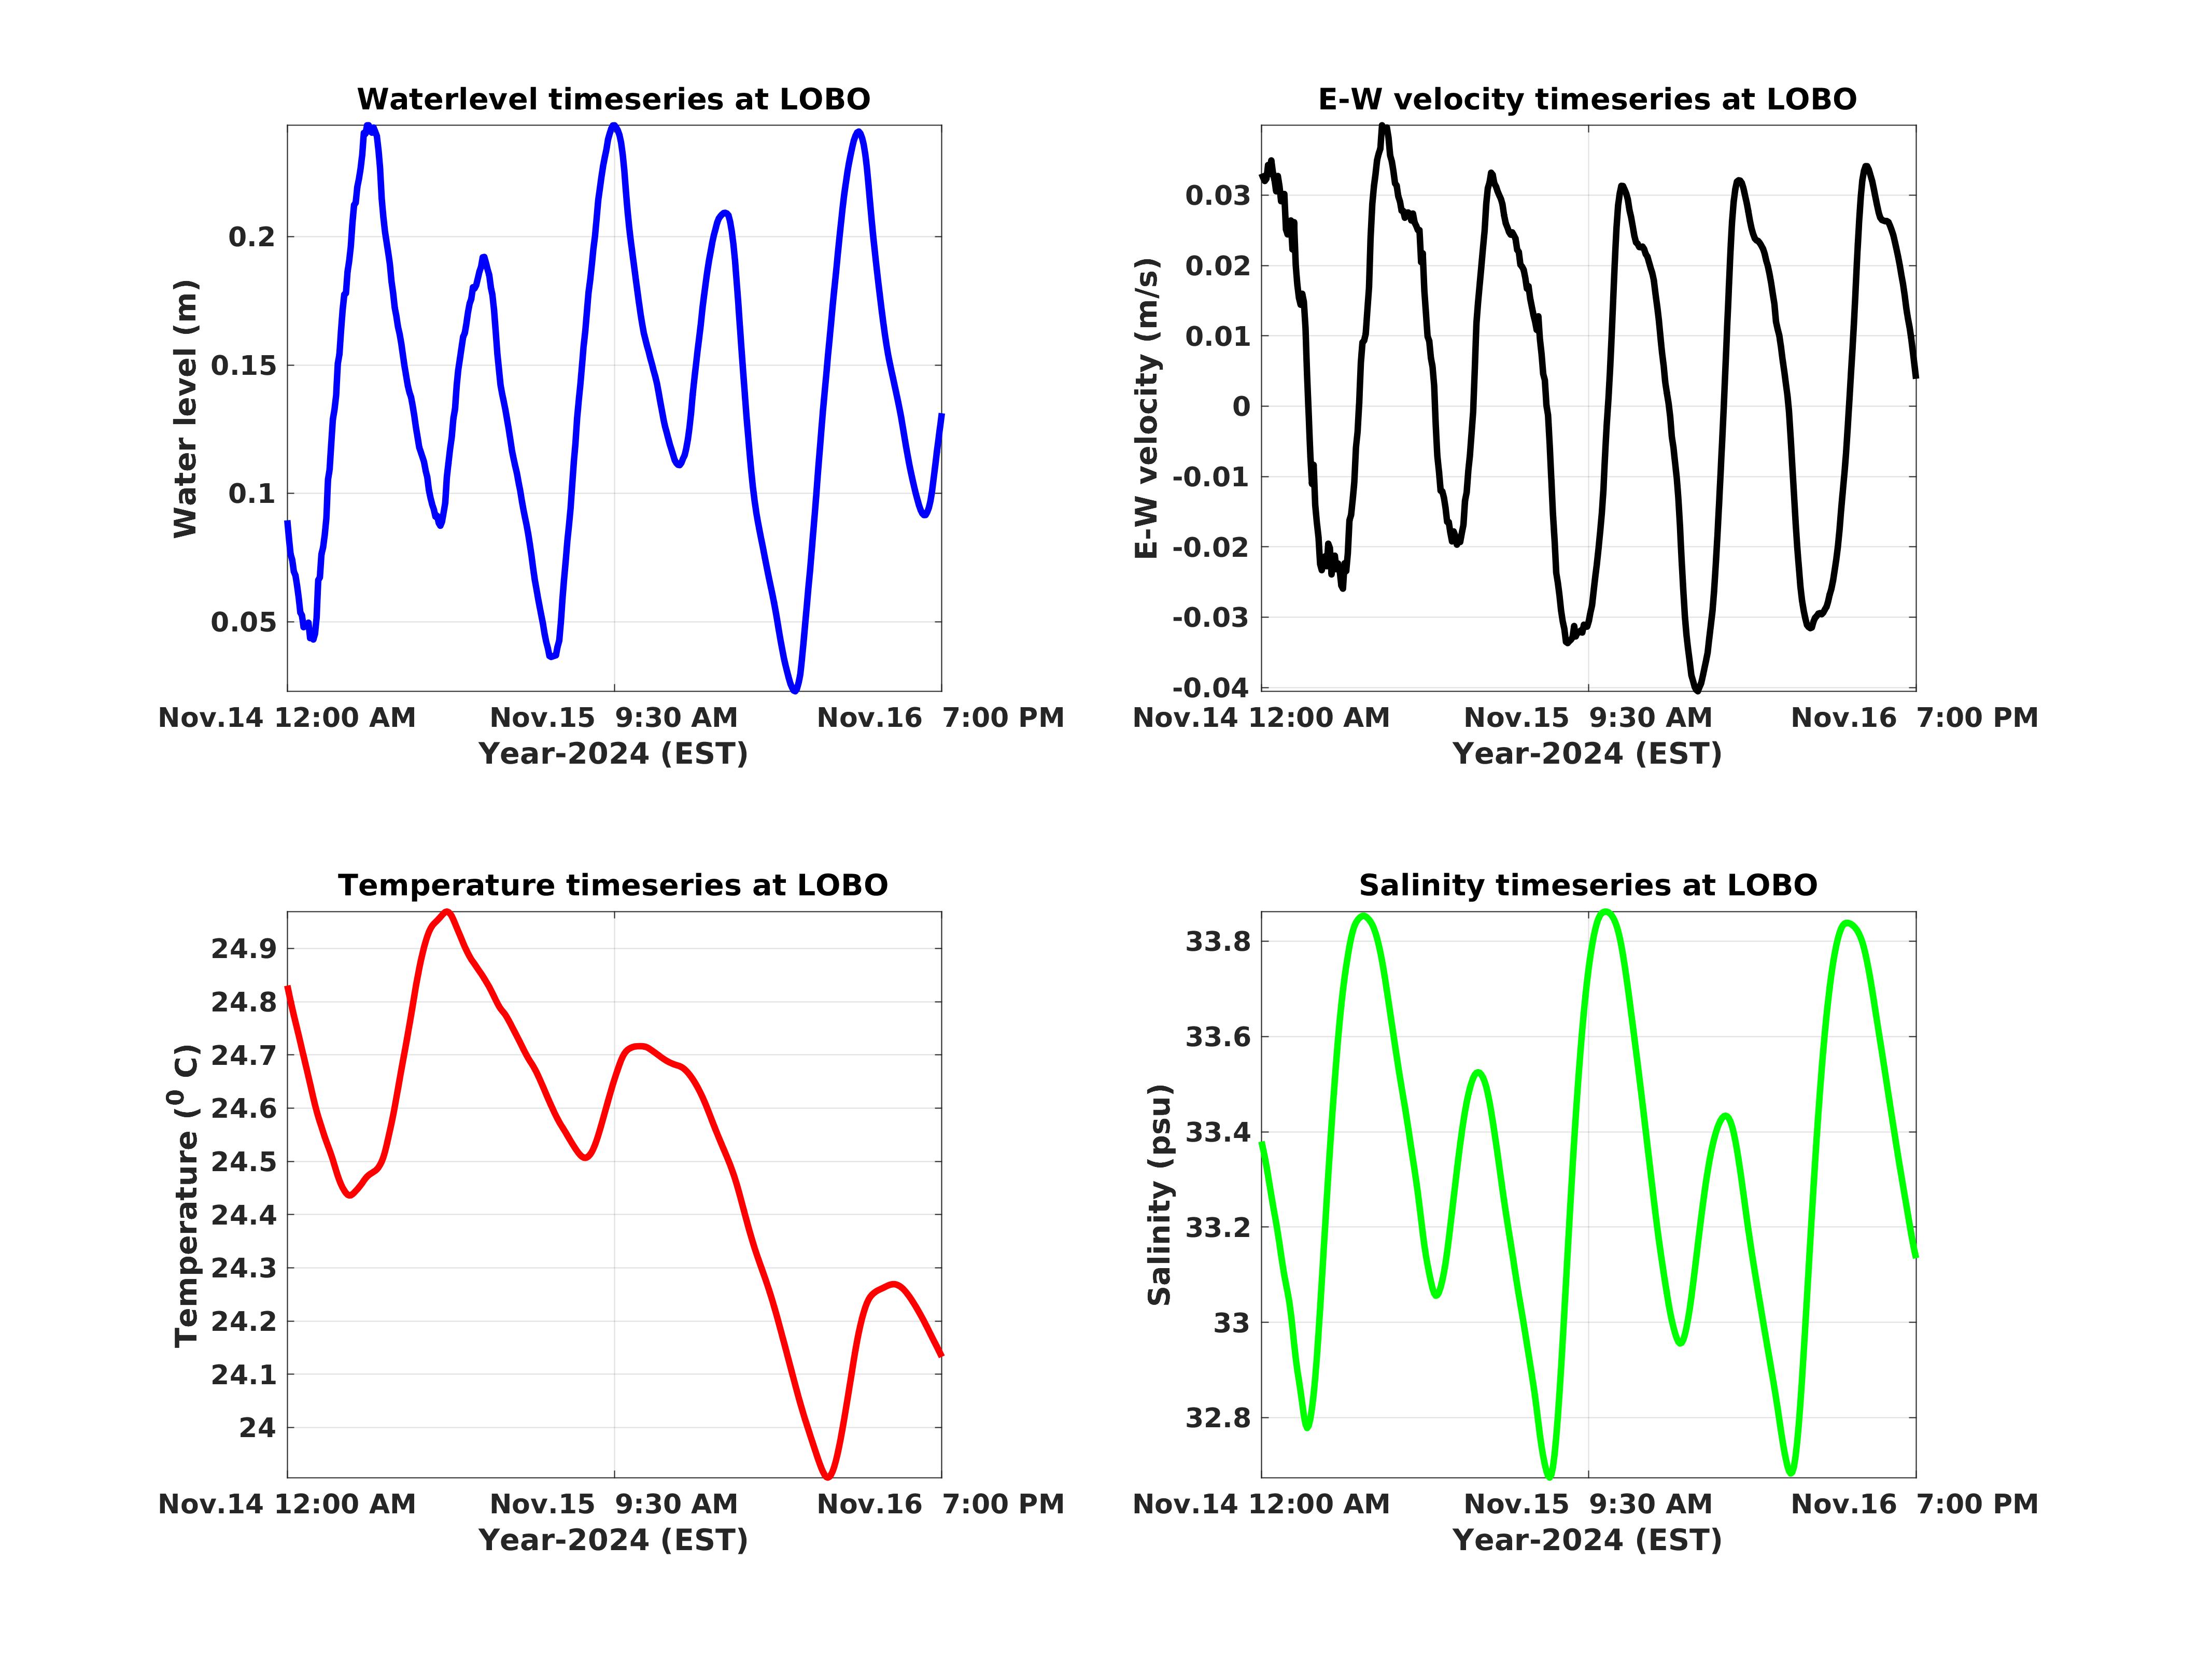 Waterlevel timeseries at LOBO
Water level (m)
0.2
0.15
0.1
0.05
Nov.14 12:00 AM
Nov.15 9:30 AM
Nov.16 7:00 PM
Year-2024 (EST)
E-W velocity timeseries at LOBO
E-W velocity (m/s)
0.03
0.02
0.01
0
-0.01
-0.02
-0.03
-0.04
Nov.14 12:00 AM
Nov.15 9:30 AM
Nov.16 7:00 PM
Year-2024 (EST)
Temperature timeseries at LOBO
Temperature (⁰ C)
24.9
24.8
24.7
24.6
24.5
24.4
24.3
24.2
24.1
24
Nov.14 12:00 AM
Nov.15 9:30 AM
Nov.16 7:00 PM
Year-2024 (EST)
Salinity timeseries at LOBO
Salinity (psu)
33.8
33.6
33.4
33.2
33
32.8
Nov.14 12:00 AM
Nov.15 9:30 AM
Nov.16 7:00 PM
Year-2024 (EST)